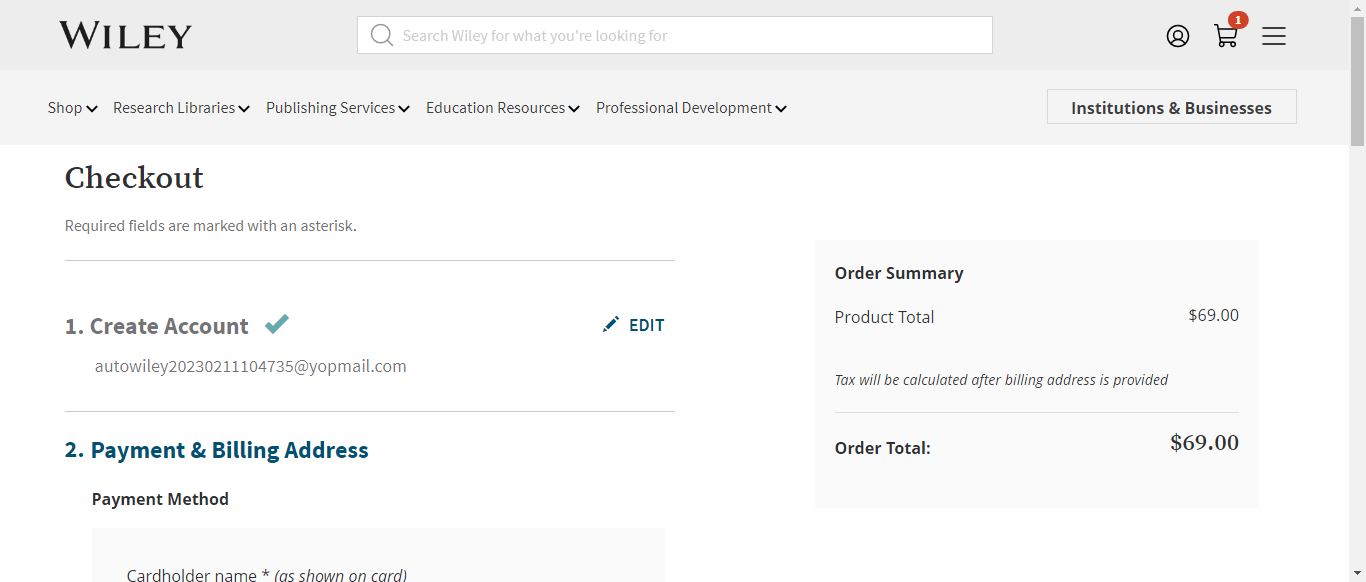 WILEY
Search Wiley for what you're looking for
1
Shop
Research Libraries
Publishing Services
Education Resources
Professional Development
Institutions & Businesses
Checkout
Required fields are marked with an asterisk.
1. Create Account
EDIT
autowiley20230211104735@yopmail.com
2. Payment & Billing Address
Payment Method
Cardholder name * (as shown on card)
Order Summary
Product Total $69.00
Tax will be calculated after billing address is provided
Order Total: $69.00